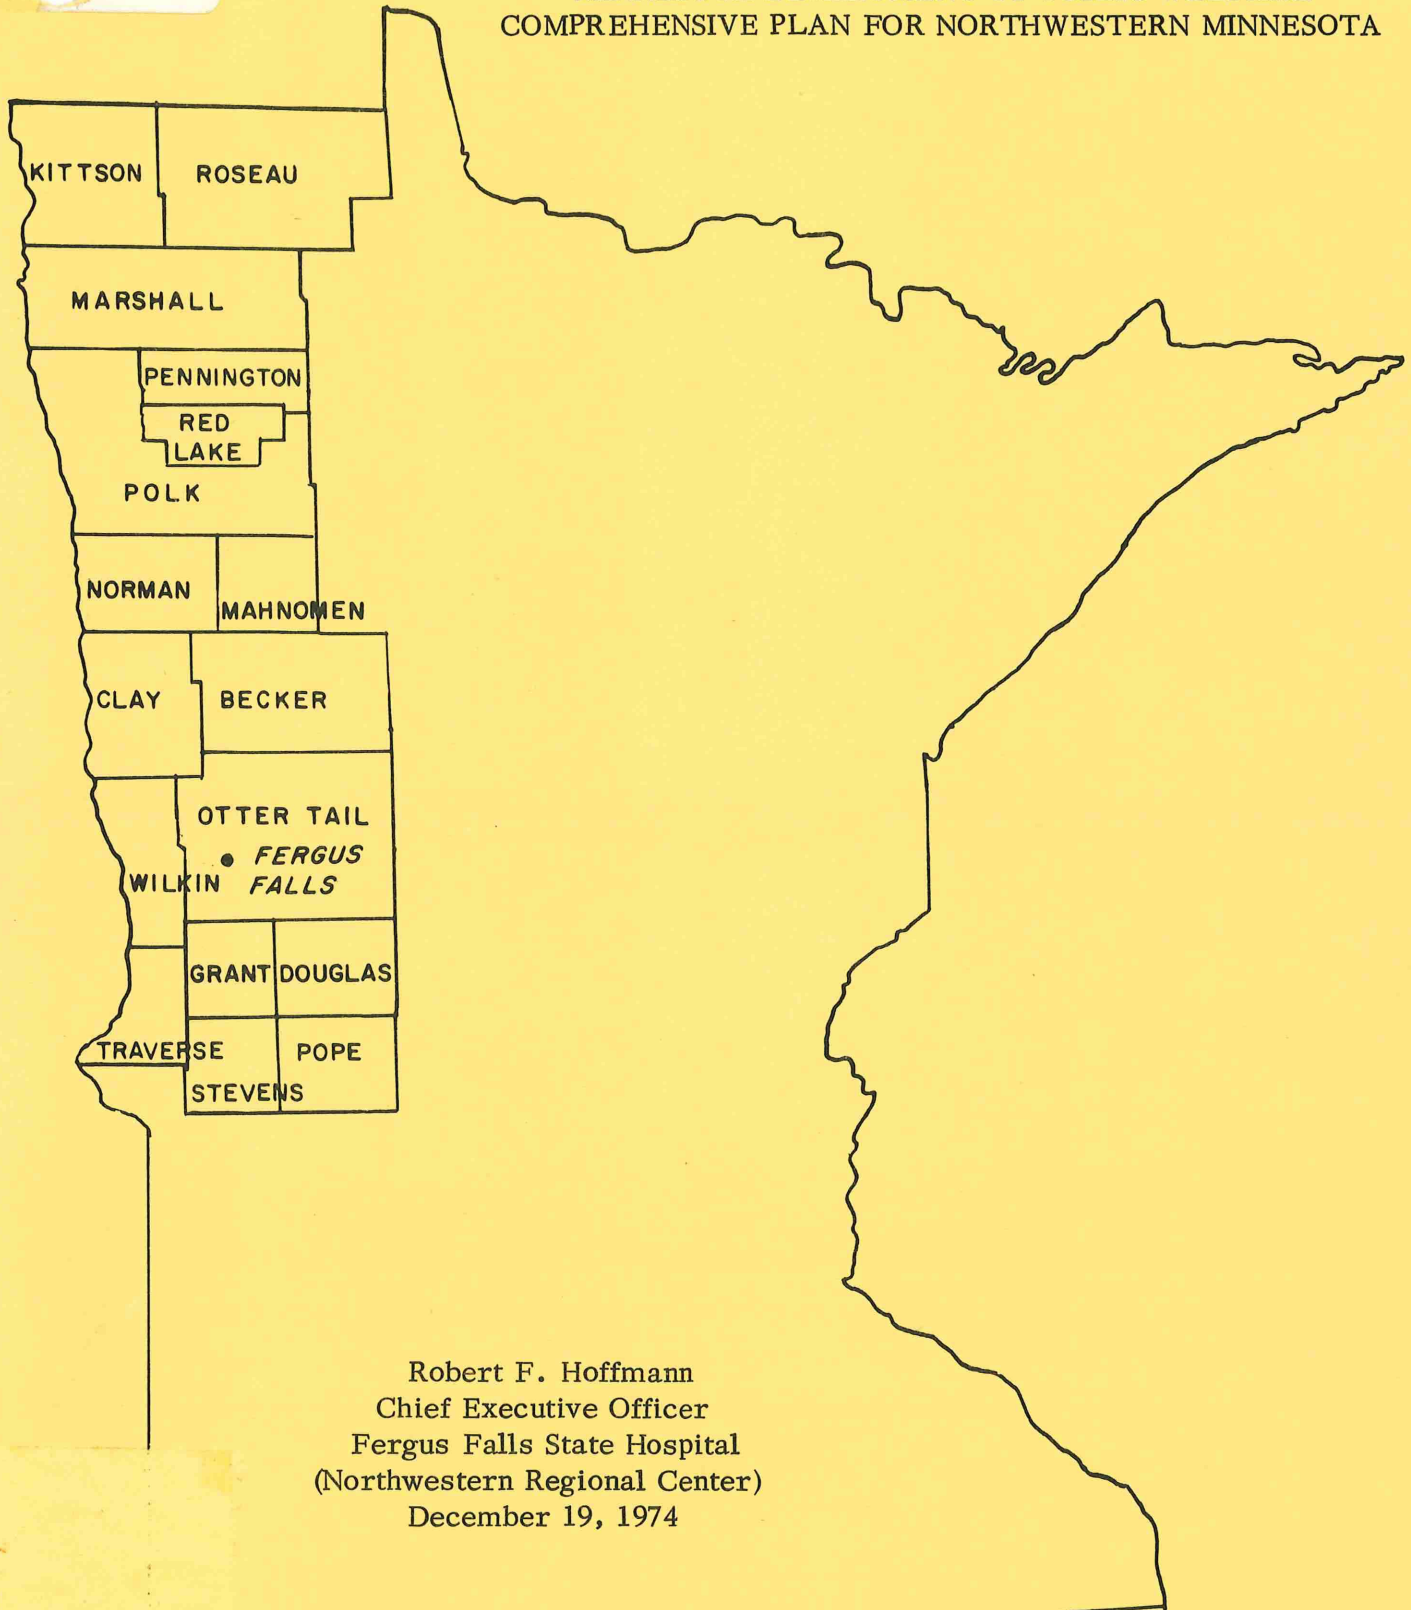 COMPREHENSIVE PLAN FOR NORTHWESTERN MINNESOTA
KITTSON
ROSEAU
MARSHALL
PENNINGTON
RED
LAKE
POLK
NORMAN
MAHNOMEN
CLAY
BECKER
OTTER TAIL
FERGUS
FALLS
WILKIN
GRANT
DOUGLAS
TRAVERSE
POPE
STEVENS
Robert F. Hoffmann
Chief Executive Officer
Fergus Falls State Hospital
(Northwestern Regional Center)
December 19, 1974